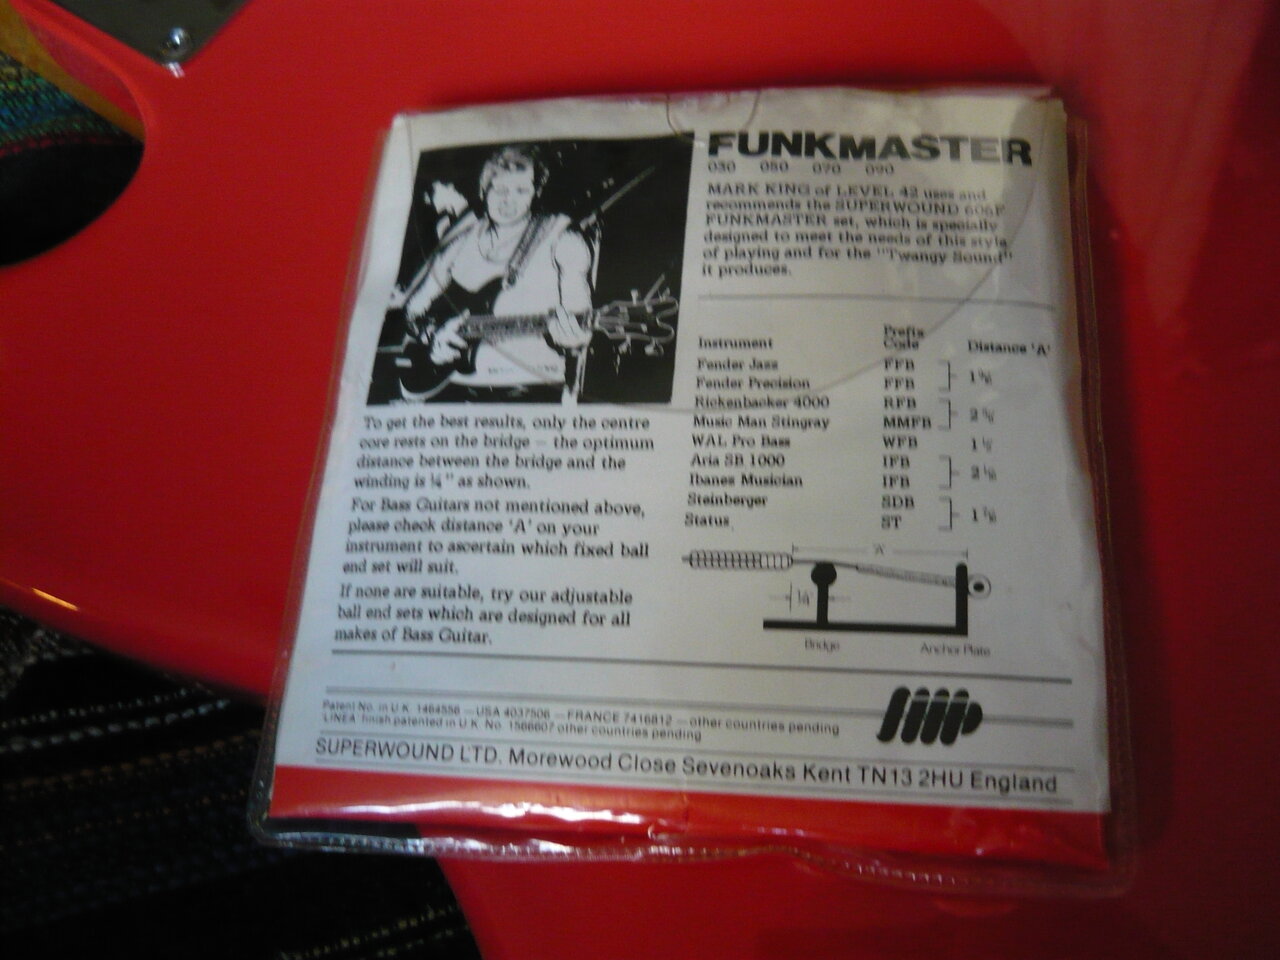 FUNKMASTER
030 050 070 090
MARK KING of LEVEL 42 uses and
recommends the SUPERWOUND 606F
FUNKMASTER set, which is specially
designed to meet the needs of this style
of playing and for the "Twangy Sound"
it produces.
Instrument Prefix Code Distance 'A'
Fender Jazz FFB
Fender Precision FFB
Rickenbacker 4000 RFB
Music Man Stingray MMFB
WAL Pro Bass WFB
Aria SB 1000 IFB
Ibanez Musician IFB
Steinberger SDB
Status ST
'A'
¼"
Bridge Anchor Plate
To get the best results, only the centre
core rests on the bridge — the optimum
distance between the bridge and the
winding is ¼" as shown.
For Bass Guitars not mentioned above,
please check distance 'A' on your
instrument to ascertain which fixed ball
end set will suit.
If none are suitable, try our adjustable
ball end sets which are designed for all
makes of Bass Guitar.
Patent No. in U.K. 1464556 — USA 4037506 — FRANCE 7416812 — other countries pending
'LINEA' finish patented in U.K. No. 1566607 other countries pending
SUPERWOUND LTD. Morewood Close Sevenoaks Kent TN13 2HU England